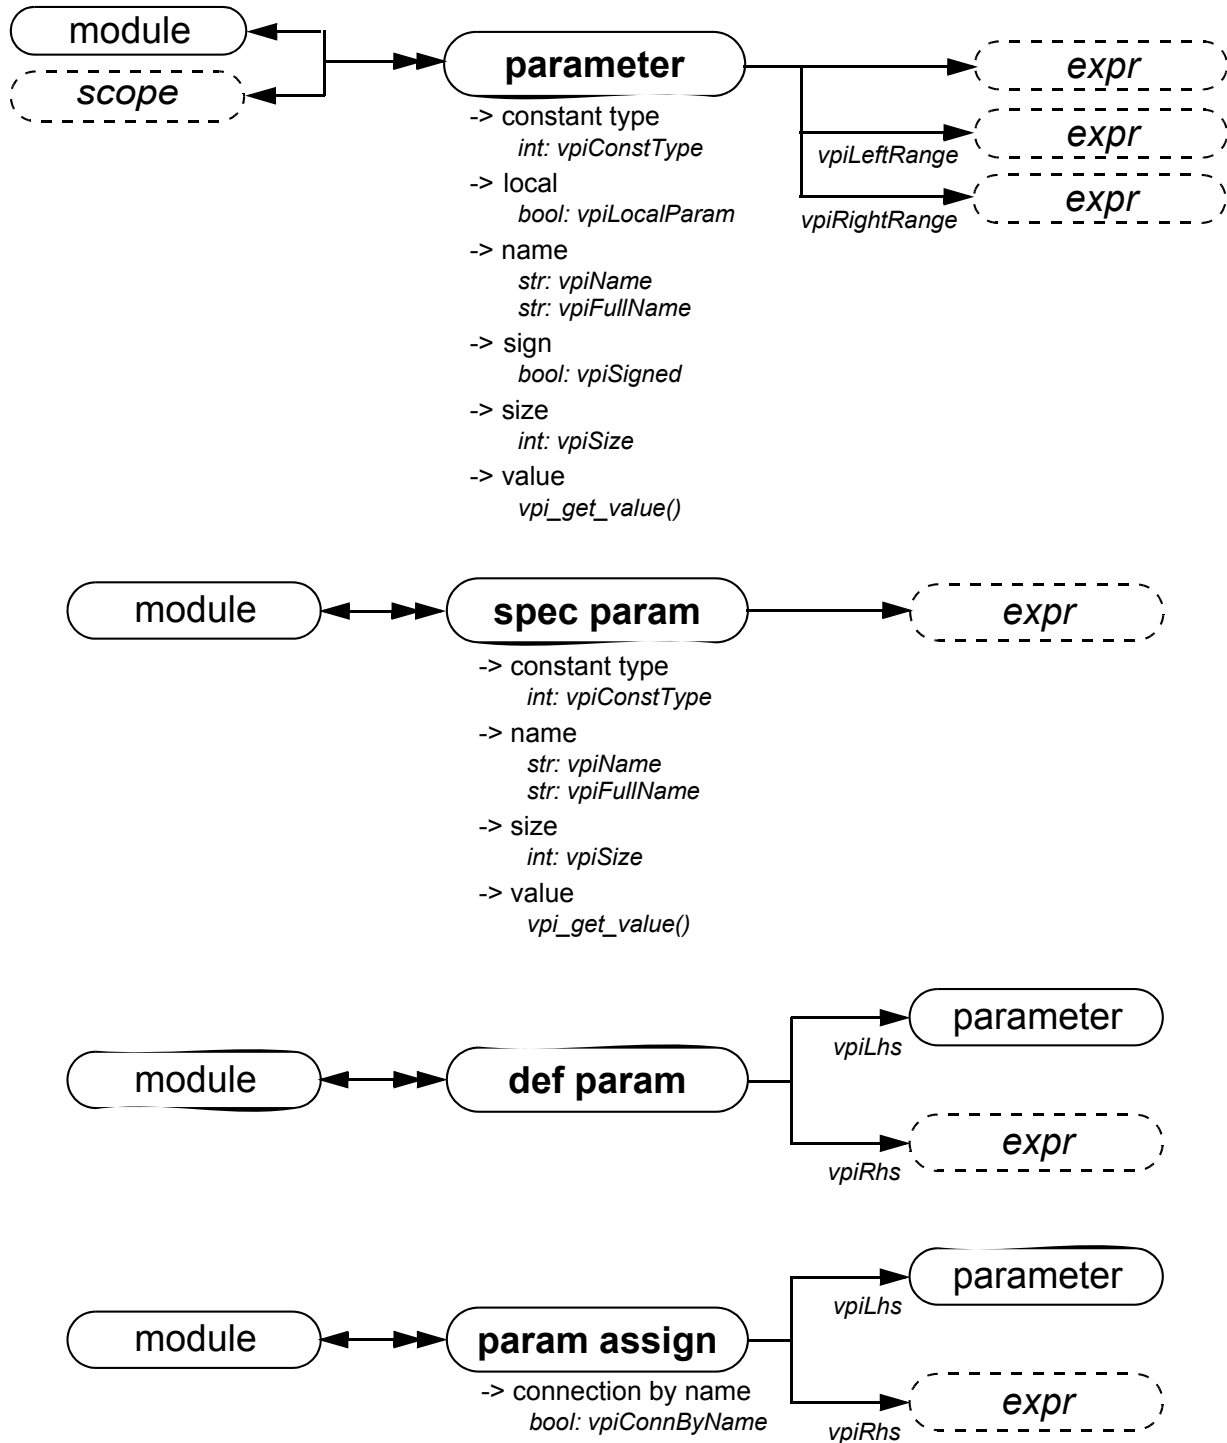 module
scope
parameter
expr
expr
vpiLeftRange
expr
vpiRightRange
-> constant type
int: vpiConstType
-> local
bool: vpiLocalParam
-> name
str: vpiName
str: vpiFullName
-> sign
bool: vpiSigned
-> size
int: vpiSize
-> value
vpi_get_value()
module
spec param
expr
-> constant type
int: vpiConstType
-> name
str: vpiName
str: vpiFullName
-> size
int: vpiSize
-> value
vpi_get_value()
module
def param
parameter
vpiLhs
expr
vpiRhs
module
param assign
parameter
vpiLhs
expr
vpiRhs
-> connection by name
bool: vpiConnByName